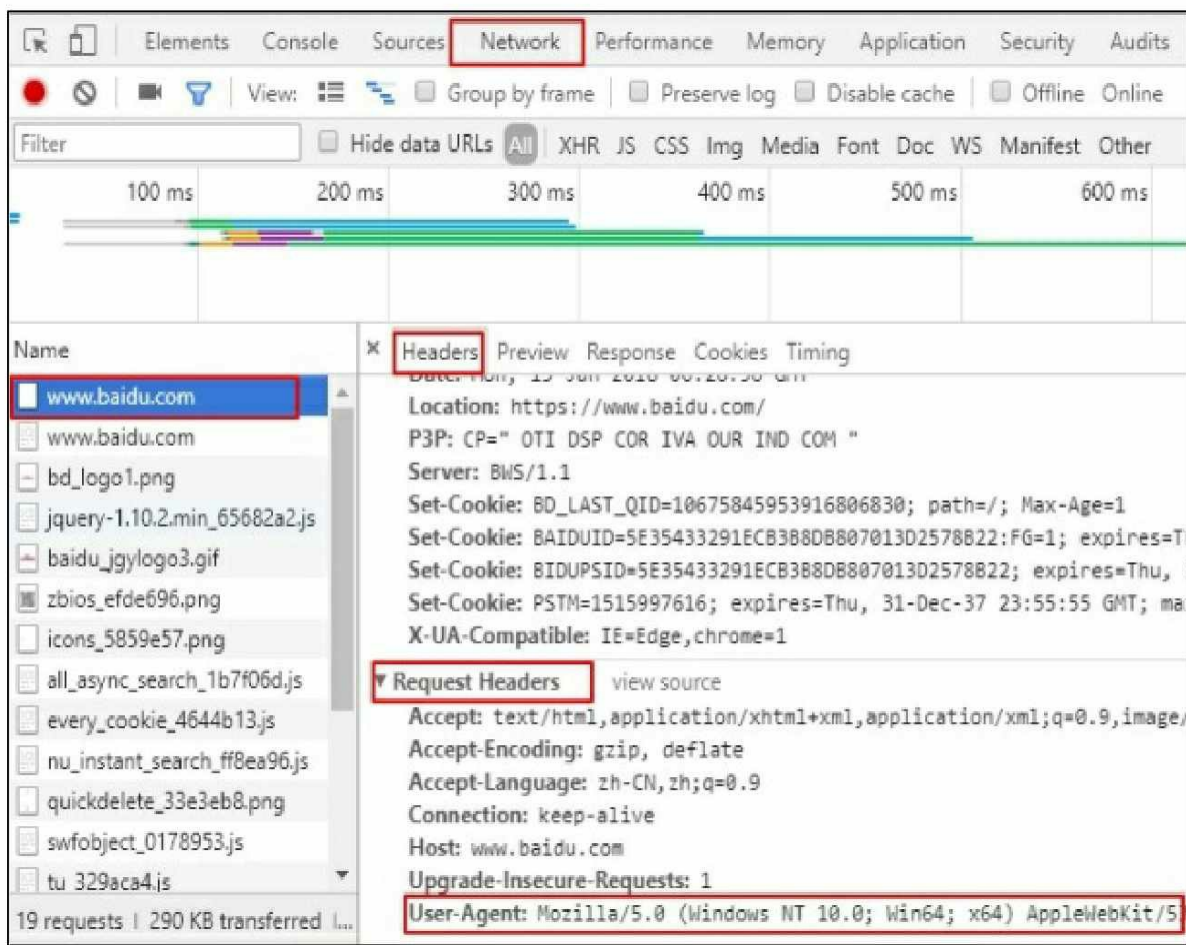 Elements Console Sources Network Performance Memory Application Security Audits
View: Group by frame Preserve log Disable cache Offline Online
Filter Hide data URLs All XHR JS CSS Img Media Font Doc WS Manifest Other
100 ms 200 ms 300 ms 400 ms 500 ms 600 ms
Name
www.baidu.com
www.baidu.com
bd_logo1.png
jquery-1.10.2.min_65682a2.js
baidu_jgylogo3.gif
zbios_efde696.png
icons_5859e57.png
all_async_search_1b7f06d.js
every_cookie_4644b13.js
nu_instant_search_ff8ea96.js
quickdelete_33e3eb8.png
swfobject_0178953.js
tu_329aca4.js
19 requests | 290 KB transferred |...
× Headers Preview Response Cookies Timing
Location: https://www.baidu.com/
P3P: CP=" OTI DSP COR IVA OUR IND COM "
Server: BWS/1.1
Set-Cookie: BD_LAST_QID=10675845953916806830; path=/; Max-Age=1
Set-Cookie: BAIDUID=5E35433291ECB3B8DB807013D2578B22:FG=1; expires=T
Set-Cookie: BIDUPSID=5E35433291ECB3B8DB807013D2578B22; expires=Thu,
Set-Cookie: PSTM=1515997616; expires=Thu, 31-Dec-37 23:55:55 GMT; ma
X-UA-Compatible: IE=Edge,chrome=1
▼ Request Headers view source
Accept: text/html,application/xhtml+xml,application/xml;q=0.9,image/
Accept-Encoding: gzip, deflate
Accept-Language: zh-CN,zh;q=0.9
Connection: keep-alive
Host: www.baidu.com
Upgrade-Insecure-Requests: 1
User-Agent: Mozilla/5.0 (Windows NT 10.0; Win64; x64) AppleWebKit/5